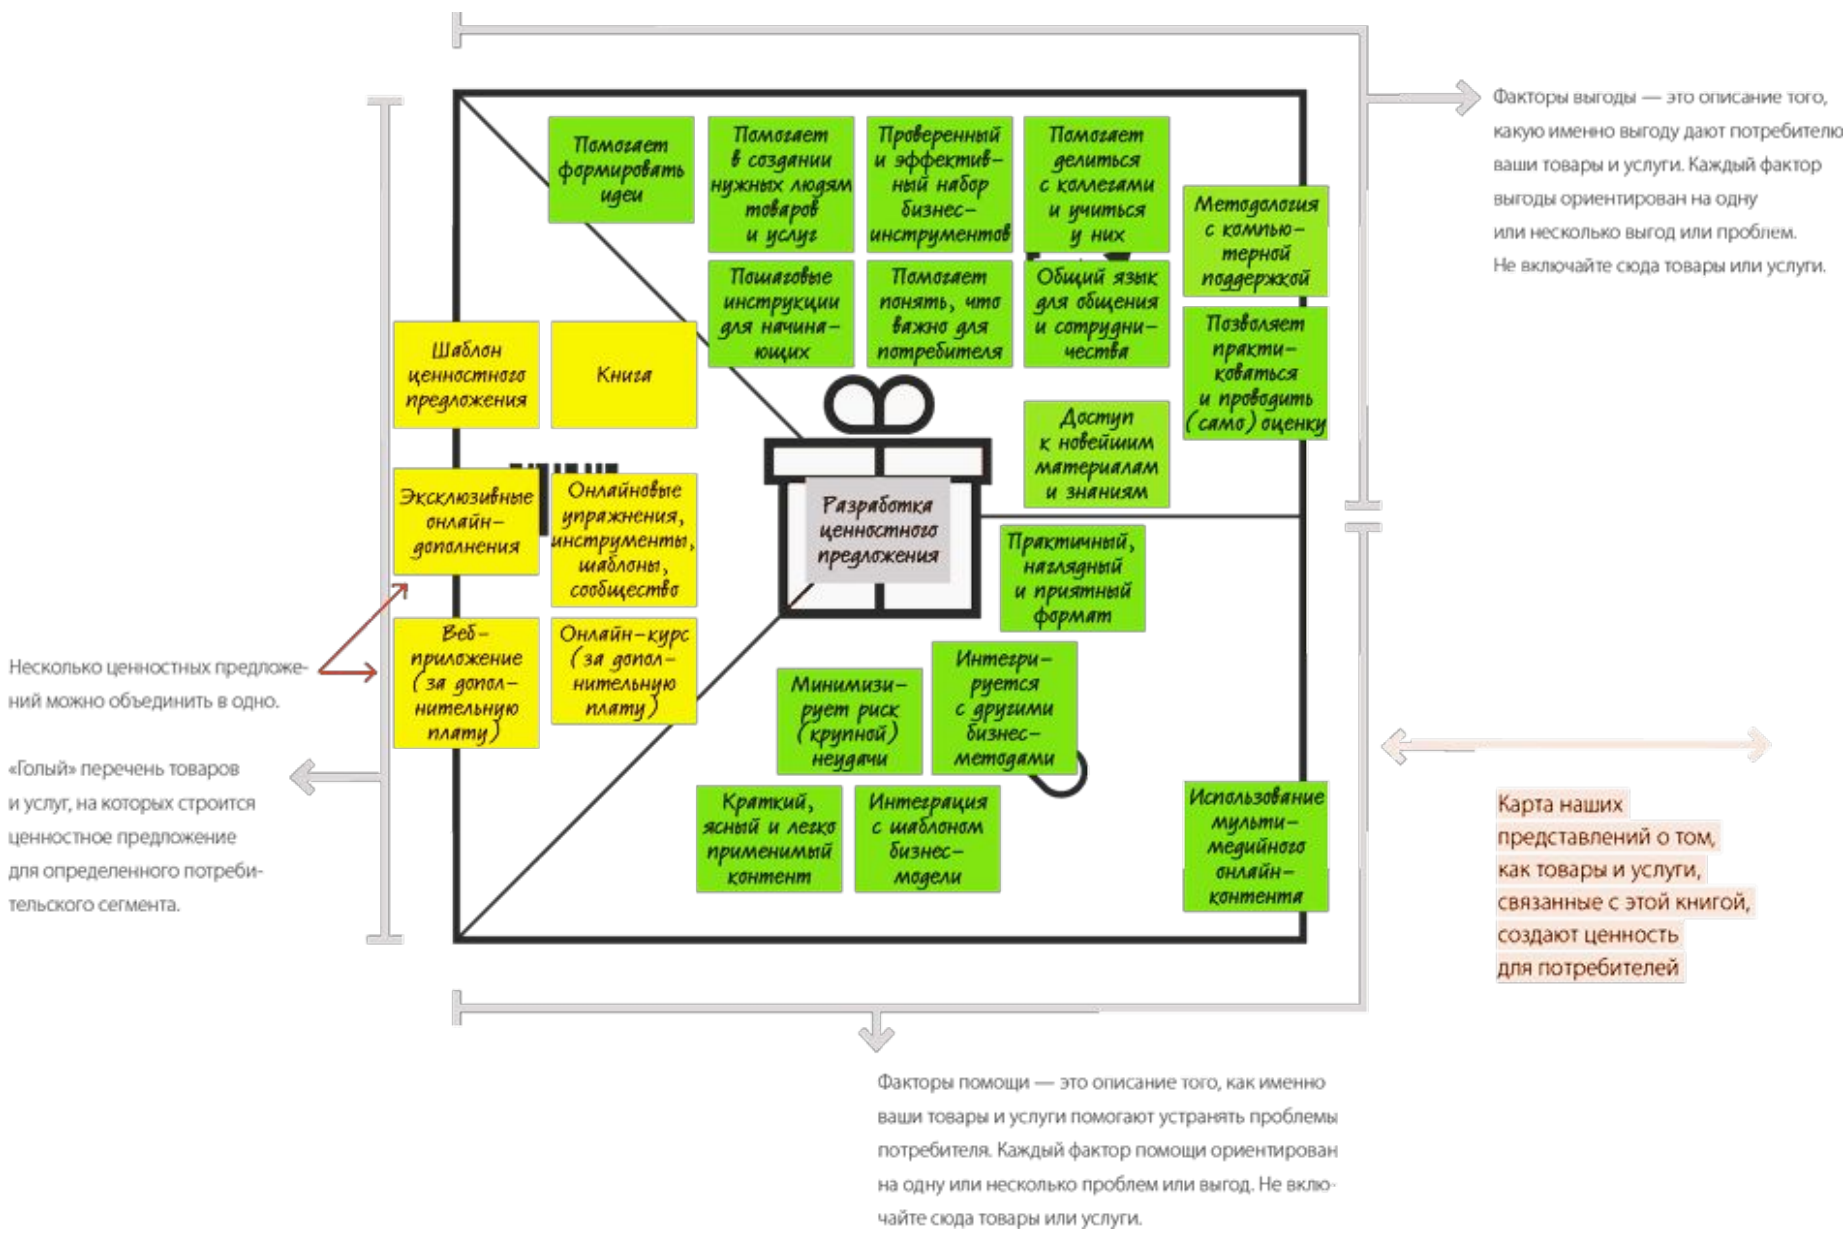 Факторы выгоды — это описание того,
какую именно выгоду дают потребителю
ваши товары и услуги. Каждый фактор
выгоды ориентирован на одну
или несколько выгод или проблем.
Не включайте сюда товары или услуги.
Помогает
формировать
идеи
Помогает
в создании
нужных людям
товаров
и услуг
Проверенный
и эффектив-
ный набор
бизнес-
инструментов
Помогает
делиться
с коллегами
и учиться
у них
Методология
с компью-
терной
поддержкой
Пошаговые
инструкции
для начина-
ющих
Помогает
понять, что
важно для
потребителя
Общий язык
для общения
и сотрудни-
чества
Позволяет
практи-
коваться
и проводить
(само) оценку
Шаблон
ценностного
предложения
Книга
Доступ
к новейшим
материалам
и знаниям
Эксклюзивные
онлайн-
дополнения
Онлайновые
упражнения,
инструменты,
шаблоны,
сообщество
Разработка
ценностного
предложения
Практичный,
наглядный
и приятный
формат
Веб-
приложение
(за допол-
нительную
плату)
Онлайн-курс
(за допол-
нительную
плату)
Минимизи-
рует риск
(крупной)
неудачи
Интегри-
руется
с другими
бизнес-
методами
Краткий,
ясный и легко
применимый
контент
Интеграция
с шаблоном
бизнес-
модели
Использование
мульти-
медийного
онлайн-
контента
Несколько ценностных предложе-
ний можно объединить в одно.
«Голый» перечень товаров
и услуг, на которых строится
ценностное предложение
для определенного потреби-
тельского сегмента.
Карта наших
представлений о том,
как товары и услуги,
связанные с этой книгой,
создают ценность
для потребителей
Факторы помощи — это описание того, как именно
ваши товары и услуги помогают устранять проблемы
потребителя. Каждый фактор помощи ориентирован
на одну или несколько проблем или выгод. Не вклю-
чайте сюда товары или услуги.